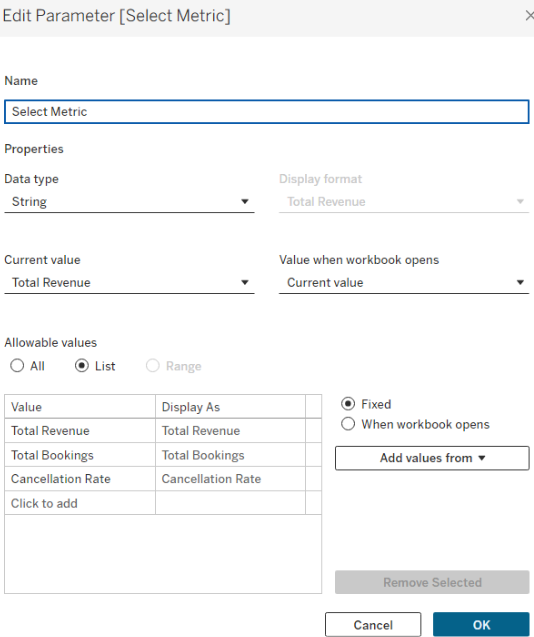 Edit Parameter [Select Metric]
Name
Select Metric
Properties
Data type Display format
String Total Revenue
Current value Value when workbook opens
Total Revenue Current value
Allowable values
All List Range
Value Display As
Total Revenue Total Revenue
Total Bookings Total Bookings
Cancellation Rate Cancellation Rate
Click to add
Fixed
When workbook opens
Add values from
Remove Selected
Cancel OK